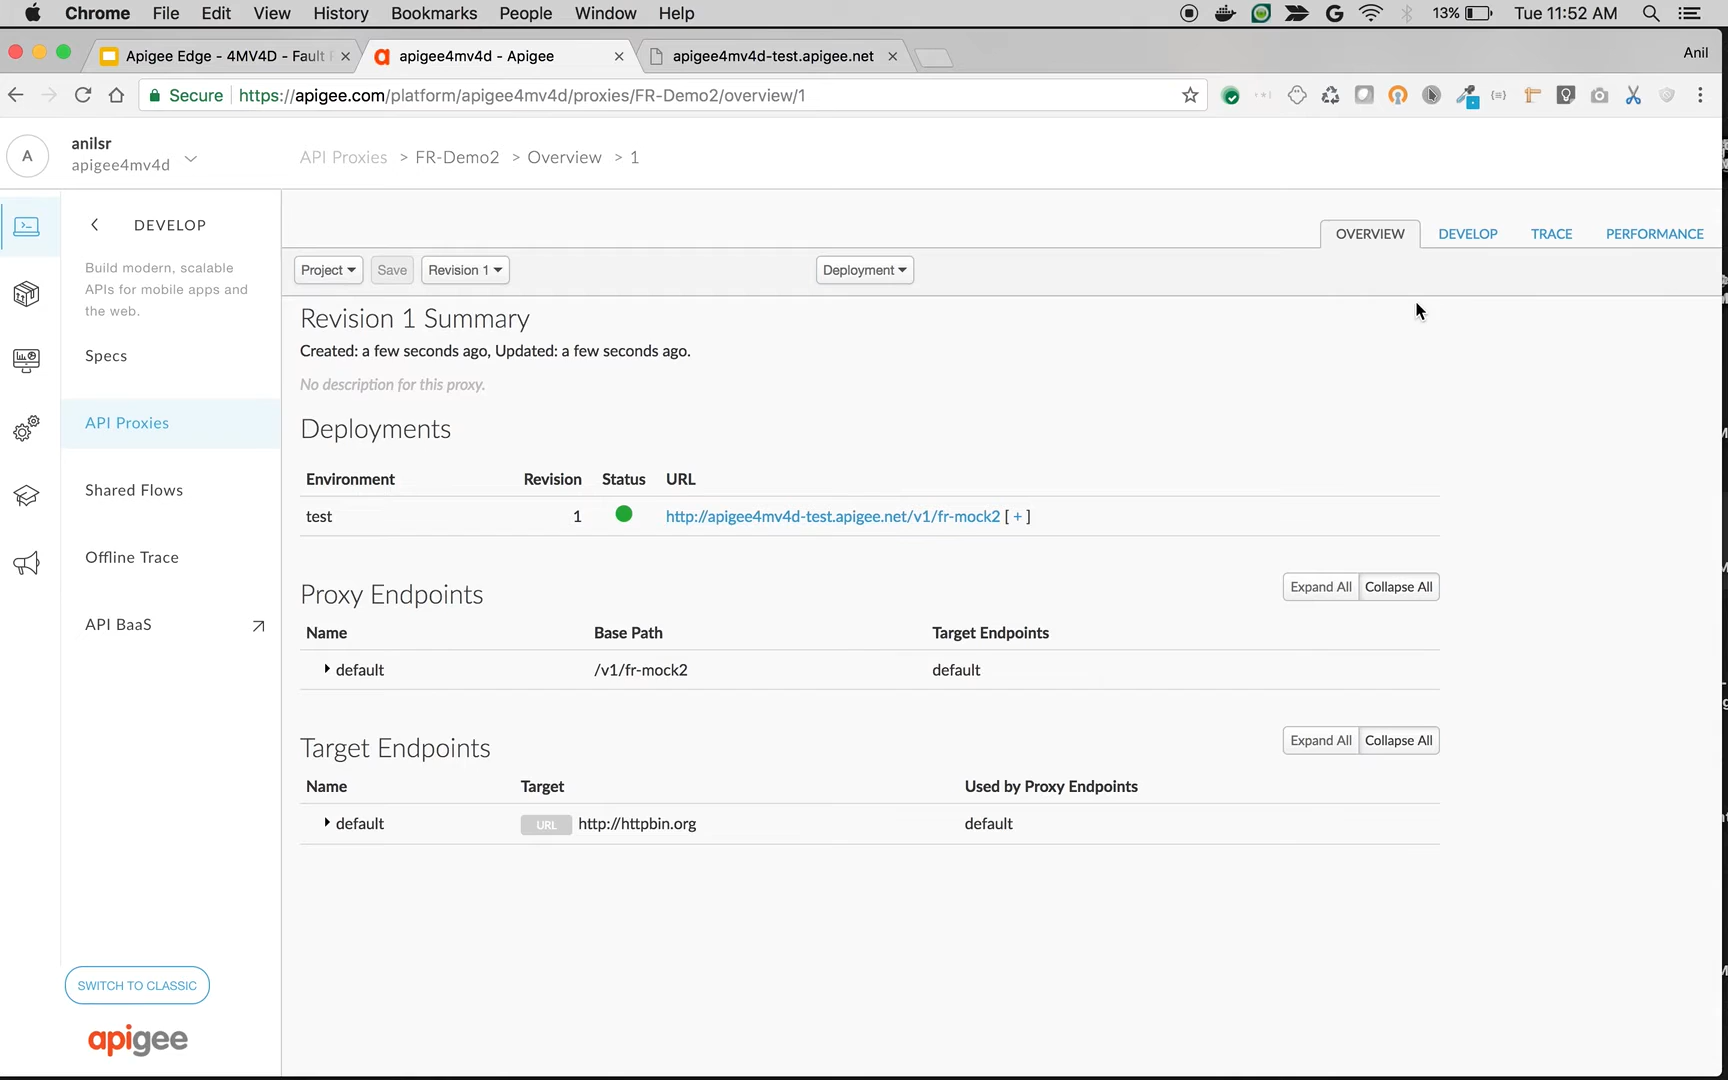 Chrome File Edit View History Bookmarks People Window Help 13% Tue 11:52 AM
Apigee Edge - 4MV4D - Fault
apigee4mv4d - Apigee
apigee4mv4d-test.apigee.net
Anil
Secure https://apigee.com/platform/apigee4mv4d/proxies/FR-Demo2/overview/1
A
anilsr
apigee4mv4d
API Proxies > FR-Demo2 > Overview > 1
DEVELOP
Build modern, scalable
APIs for mobile apps and
the web.
Specs
API Proxies
Shared Flows
Offline Trace
API BaaS
SWITCH TO CLASSIC
apigee
OVERVIEW DEVELOP TRACE PERFORMANCE
Project Save Revision 1 Deployment
Revision 1 Summary
Created: a few seconds ago, Updated: a few seconds ago.
No description for this proxy.
Deployments
Environment Revision Status URL
test 1 http://apigee4mv4d-test.apigee.net/v1/fr-mock2 [ + ]
Proxy Endpoints
Expand All Collapse All
Name Base Path Target Endpoints
default /v1/fr-mock2 default
Target Endpoints
Expand All Collapse All
Name Target Used by Proxy Endpoints
default URL http://httpbin.org default